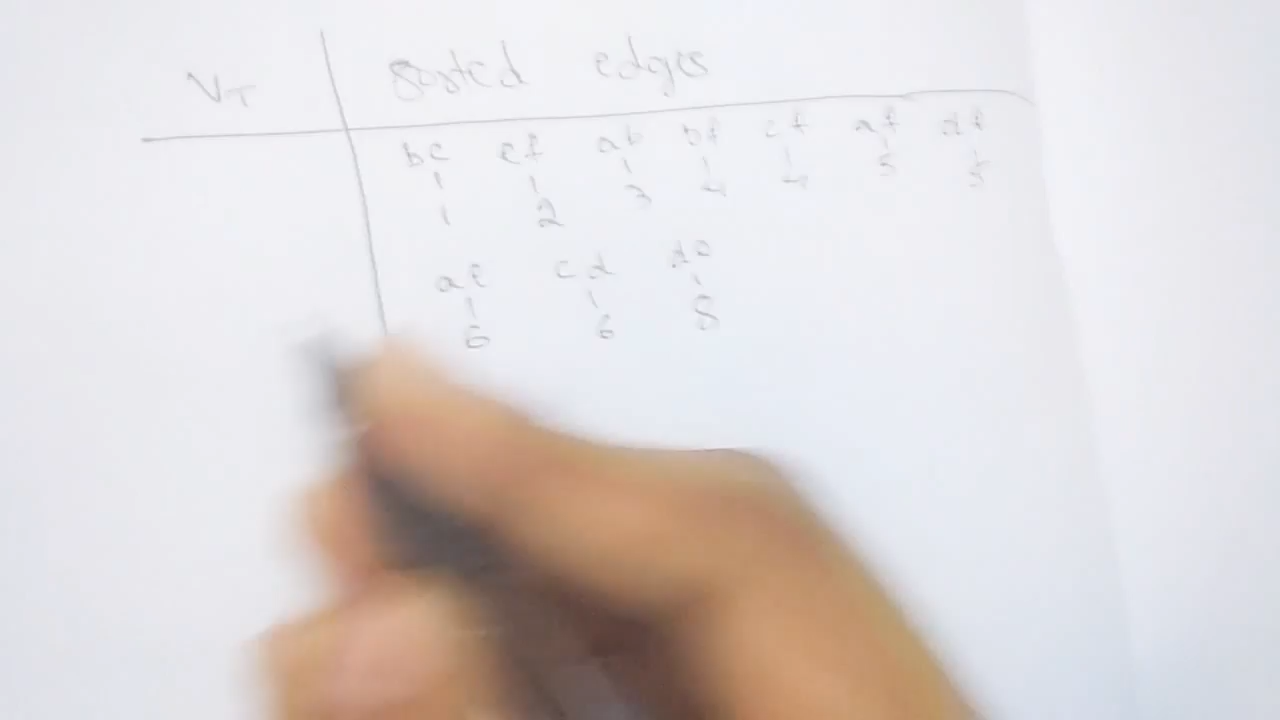 V_T sorted edges
bc ef ab bf cf af df
1 2 3 4 4 5 5
ae cd de
6 6 8